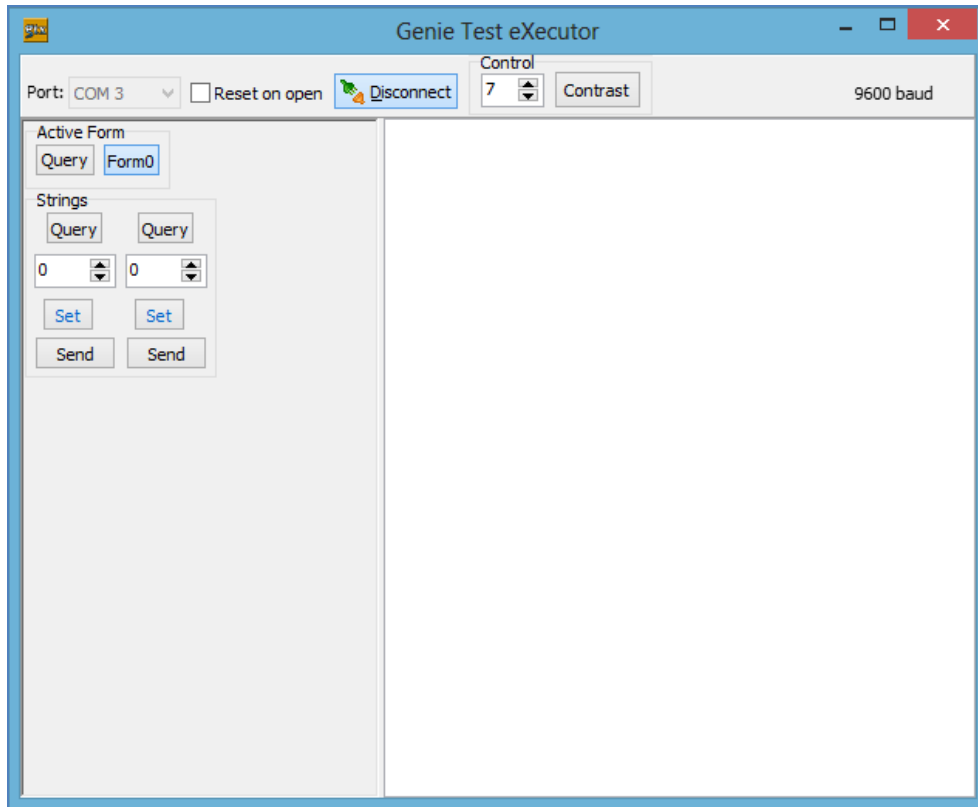 Genie Test eXecutor
Control
Port: COM 3 Reset on open Disconnect 7 Contrast 9600 baud
Active Form
Query Form0
Strings
Query Query
0 0
Set Set
Send Send